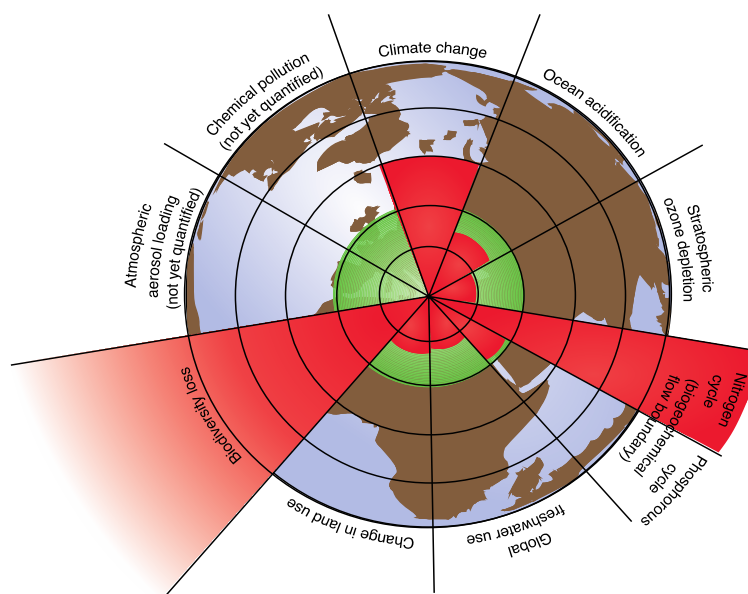 Climate change
Ocean acidification
Stratospheric
ozone depletion
Nitrogen
cycle
(biogeochemical
flow boundary)
Phosphorous
cycle
Global
freshwater use
Change in land use
Biodiversity loss
Atmospheric
aerosol loading
(not yet quantified)
Chemical pollution
(not yet quantified)